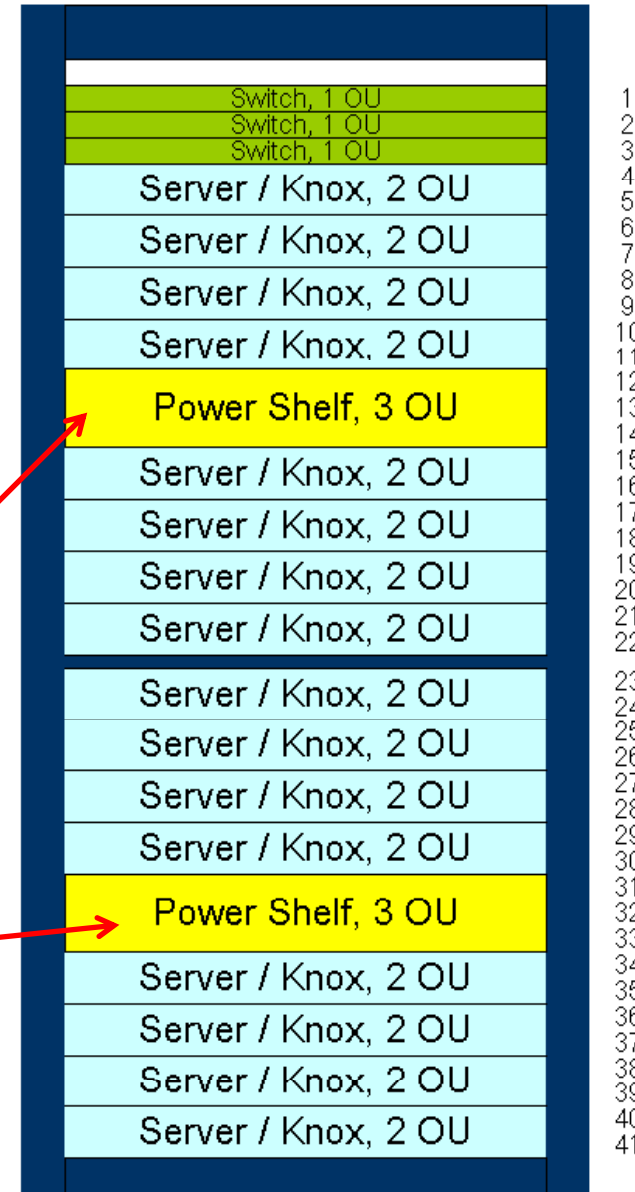 Switch, 1 OU
Switch, 1 OU
Switch, 1 OU
Server / Knox, 2 OU
Server / Knox, 2 OU
Server / Knox, 2 OU
Server / Knox, 2 OU
Power Shelf, 3 OU
Server / Knox, 2 OU
Server / Knox, 2 OU
Server / Knox, 2 OU
Server / Knox, 2 OU
Server / Knox, 2 OU
Server / Knox, 2 OU
Server / Knox, 2 OU
Server / Knox, 2 OU
Power Shelf, 3 OU
Server / Knox, 2 OU
Server / Knox, 2 OU
Server / Knox, 2 OU
Server / Knox, 2 OU
1
2
3
4
5
6
7
8
9
10
11
12
13
14
15
16
17
18
19
20
21
22
23
24
25
26
27
28
29
30
31
32
33
34
35
36
37
38
39
40
41